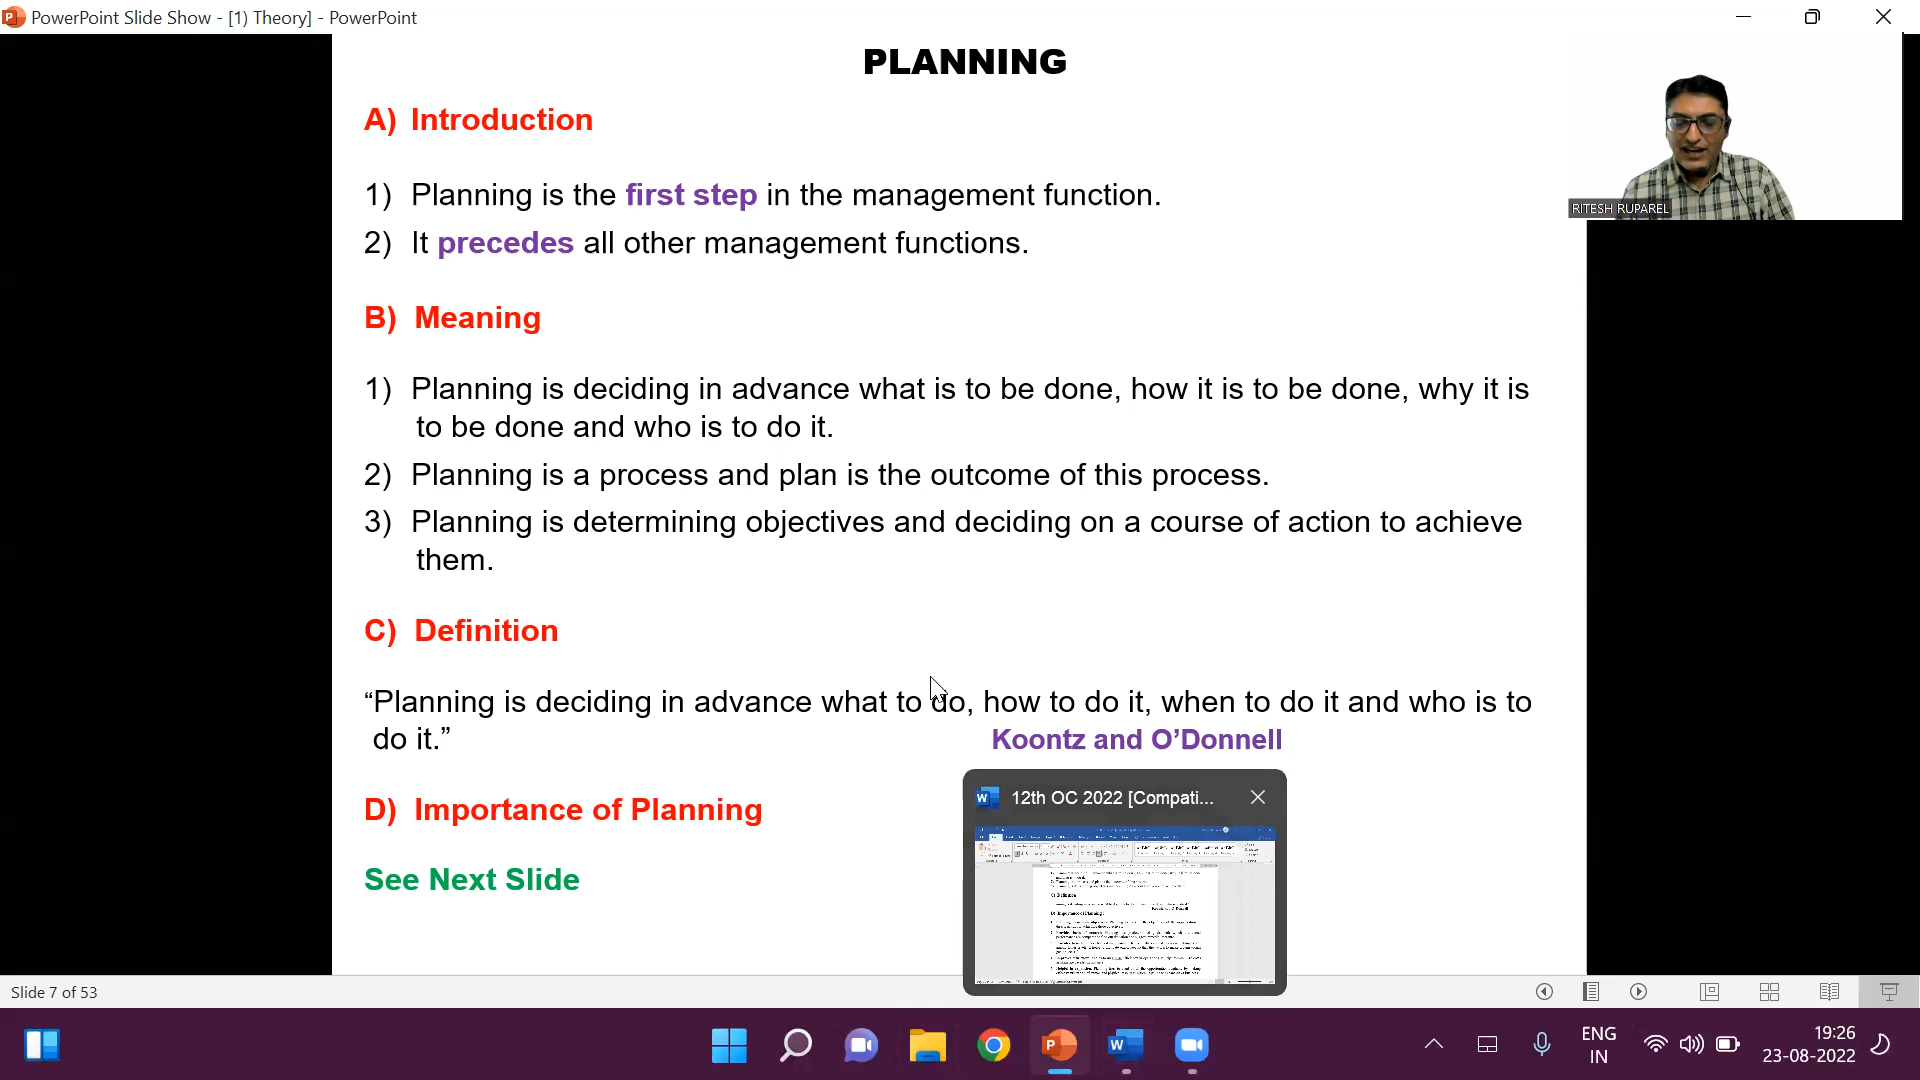 PowerPoint Slide Show - [1) Theory] - PowerPoint
PLANNING
A) Introduction
1) Planning is the first step in the management function.
2) It precedes all other management functions.
RITESH RUPAREL
B) Meaning
1) Planning is deciding in advance what is to be done, how it is to be done, why it is
to be done and who is to do it.
2) Planning is a process and plan is the outcome of this process.
3) Planning is determining objectives and deciding on a course of action to achieve
them.
C) Definition
“Planning is deciding in advance what to do, how to do it, when to do it and who is to
do it.” Koontz and O’Donnell
D) Importance of Planning
See Next Slide
12th OC 2022 [Compati...
C) Definition
D) Importance of Planning:
Slide 7 of 53
ENG
IN
19:26
23-08-2022